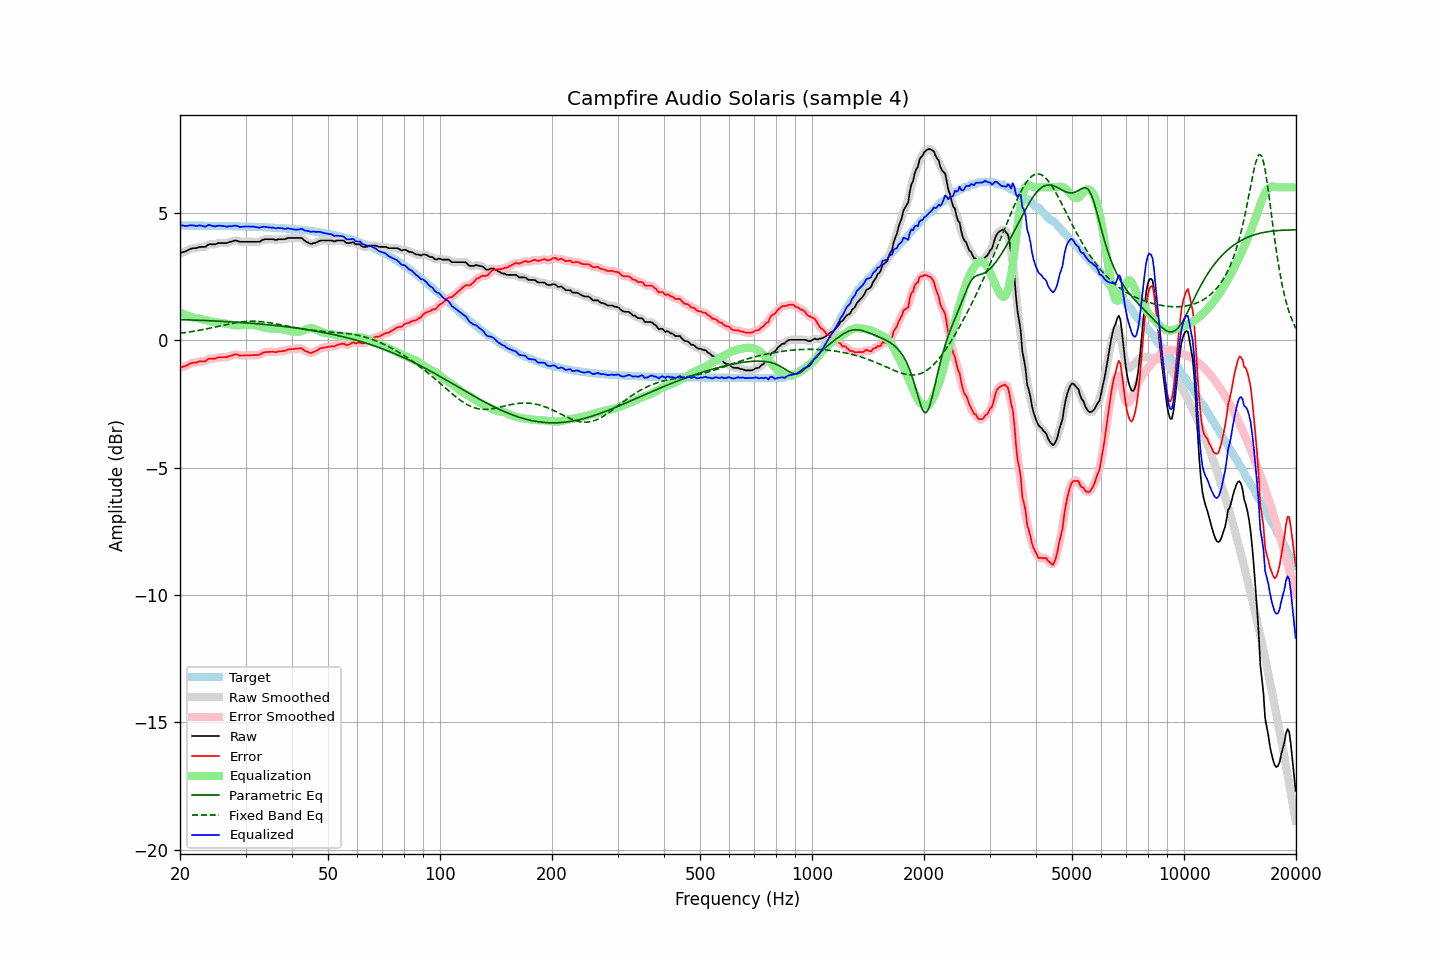 Campfire Audio Solaris (sample 4)
Amplitude (dBr)
5
0
−5
−10
−15
−20
Target
Raw Smoothed
Error Smoothed
Raw
Error
Equalization
Parametric Eq
Fixed Band Eq
Equalized
20 50 100 200 500 1000 2000 5000 10000 20000
Frequency (Hz)